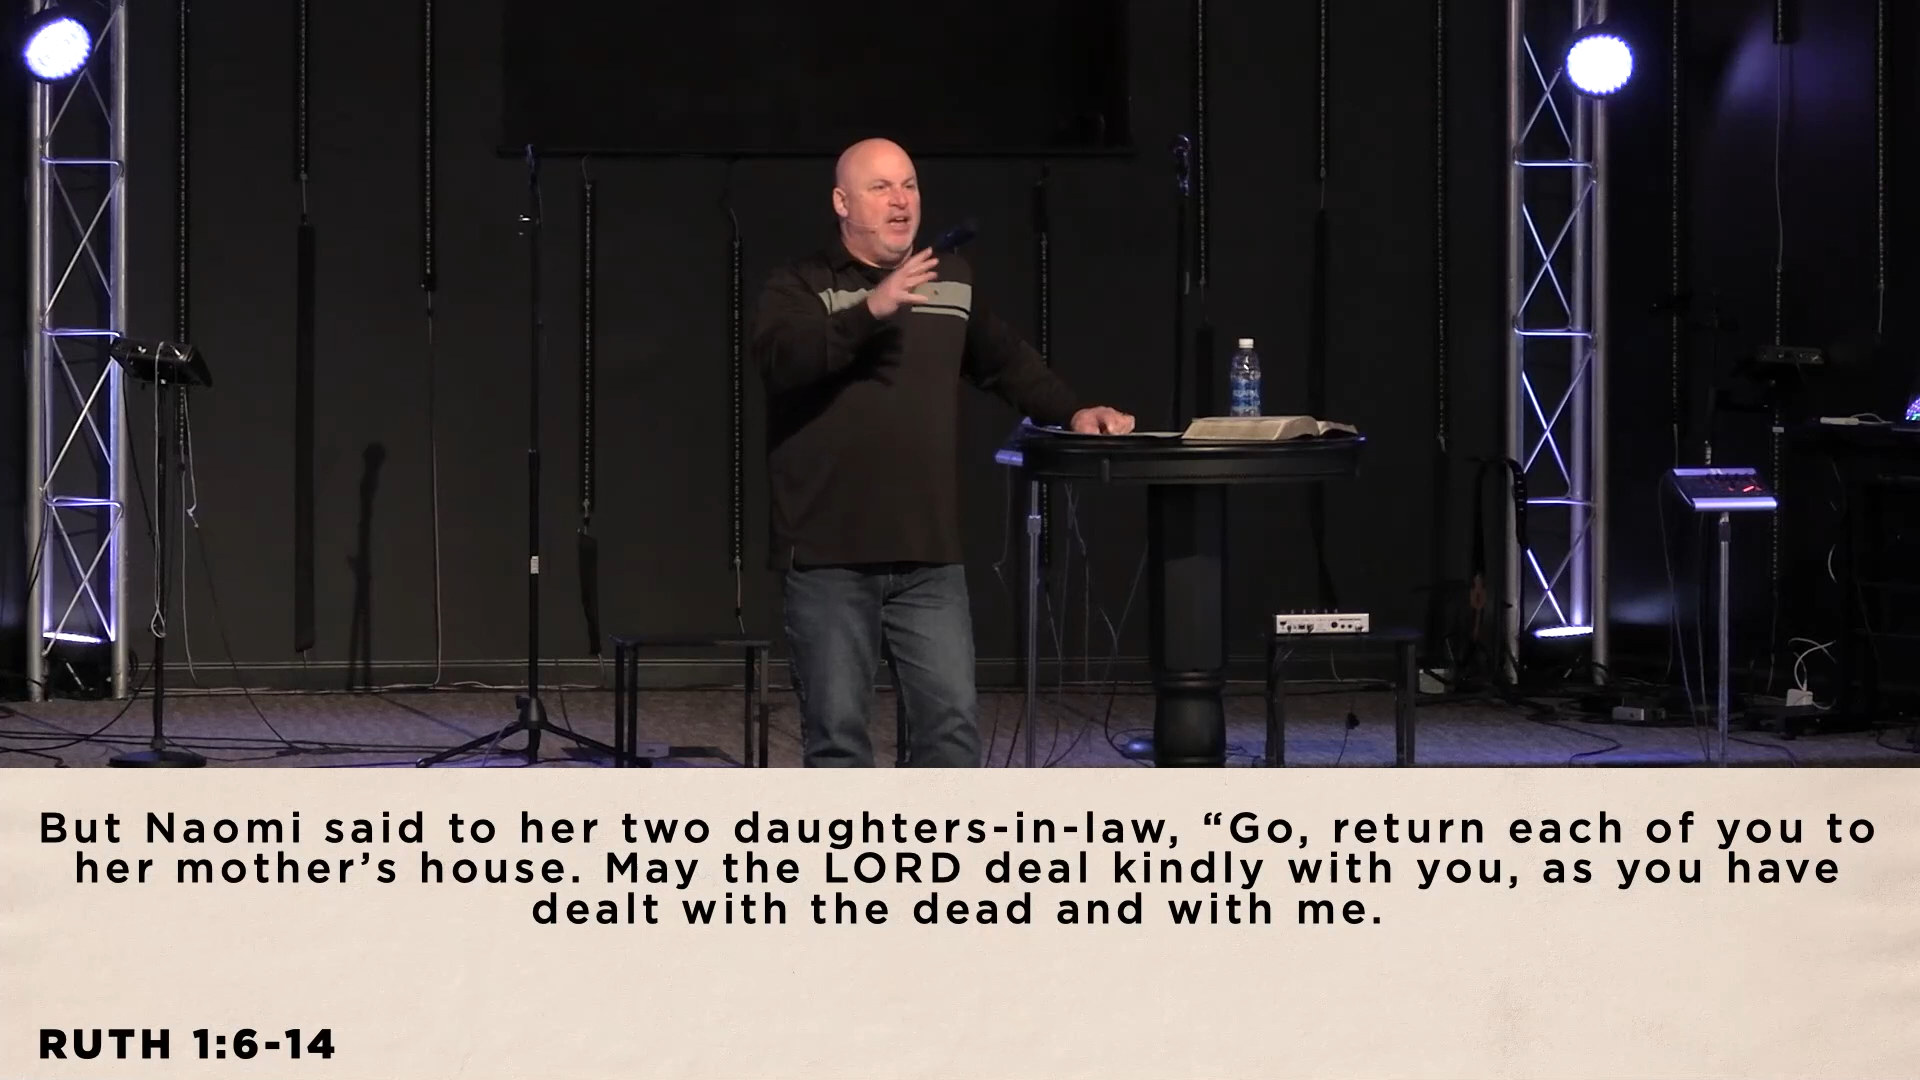 But Naomi said to her two daughters-in-law, “Go, return each of you to
her mother’s house. May the LORD deal kindly with you, as you have
dealt with the dead and with me.
RUTH 1:6-14